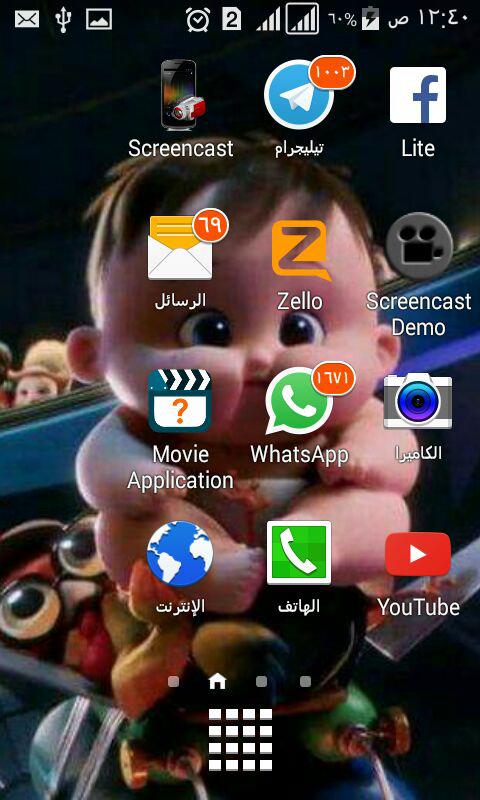 2
٦٠%
١٢:٤٠ ص
١٠٠٣
Screencast
تيليجرام
Lite
٦٩
الرسائل
Zello
Screencast
Demo
?
١٦٧١
Movie
Application
WhatsApp
الكاميرا
الإنترنت
الهاتف
YouTube